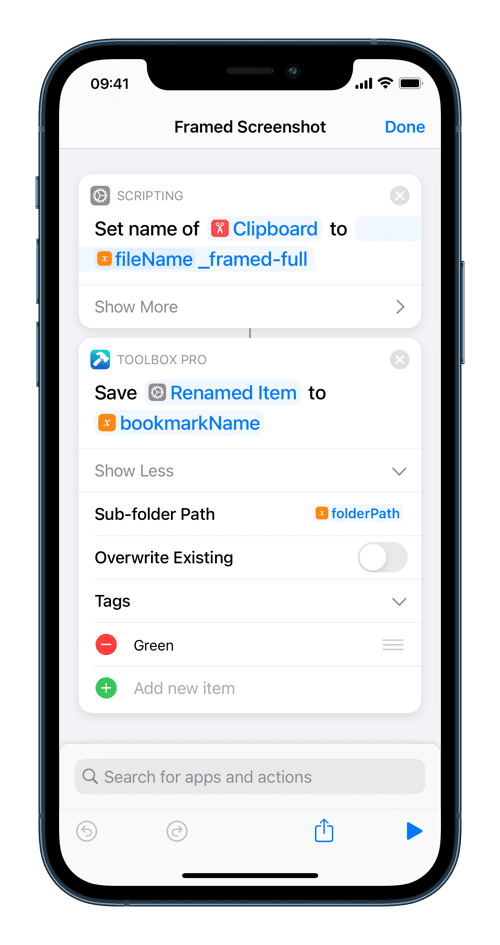 09:41
Framed Screenshot Done
SCRIPTING
Set name of Clipboard to
x fileName _framed-full
Show More
TOOLBOX PRO
Save Renamed Item to
x bookmarkName
Show Less
Sub-folder Path x folderPath
Overwrite Existing
Tags
Green
Add new item
Search for apps and actions